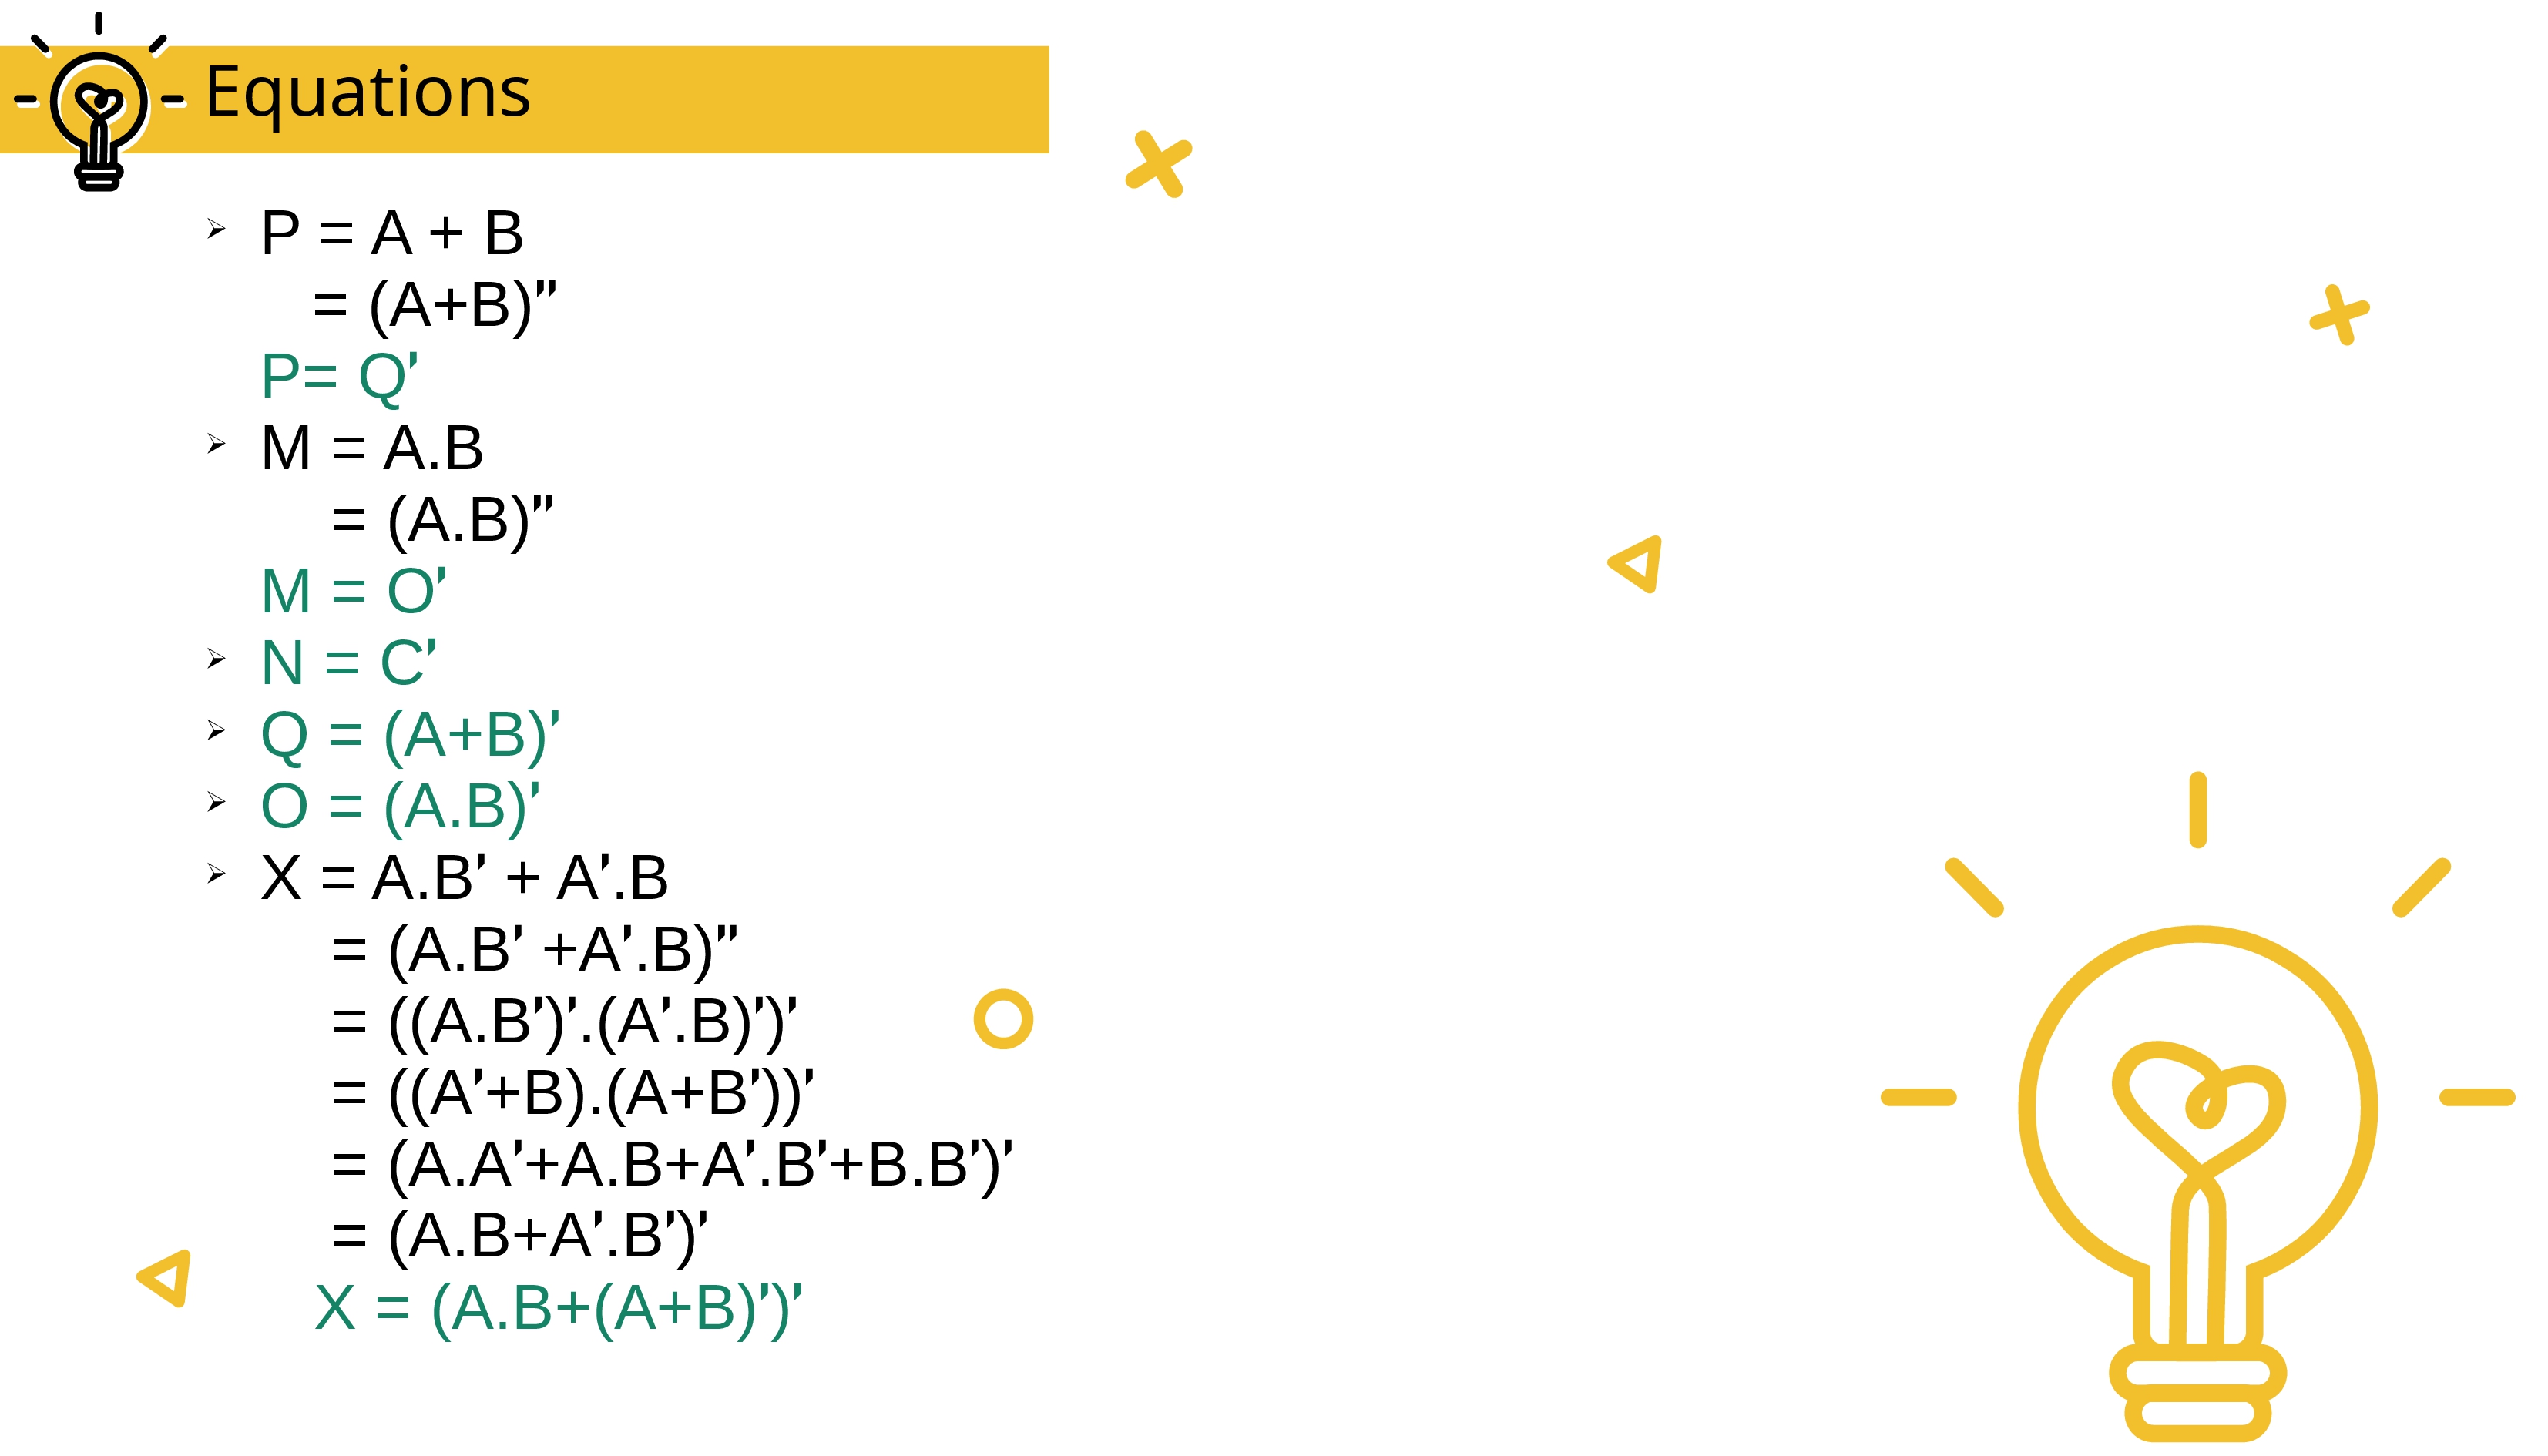 Equations
➢ P = A + B
= (A+B)''
P= Q'
➢ M = A.B
= (A.B)''
M = O'
➢ N = C'
➢ Q = (A+B)'
➢ O = (A.B)'
➢ X = A.B' + A'.B
= (A.B' +A'.B)''
= ((A.B')'.(A'.B)')'
= ((A'+B).(A+B'))'
= (A.A'+A.B+A'.B'+B.B')'
= (A.B+A'.B')'
X = (A.B+(A+B)')'